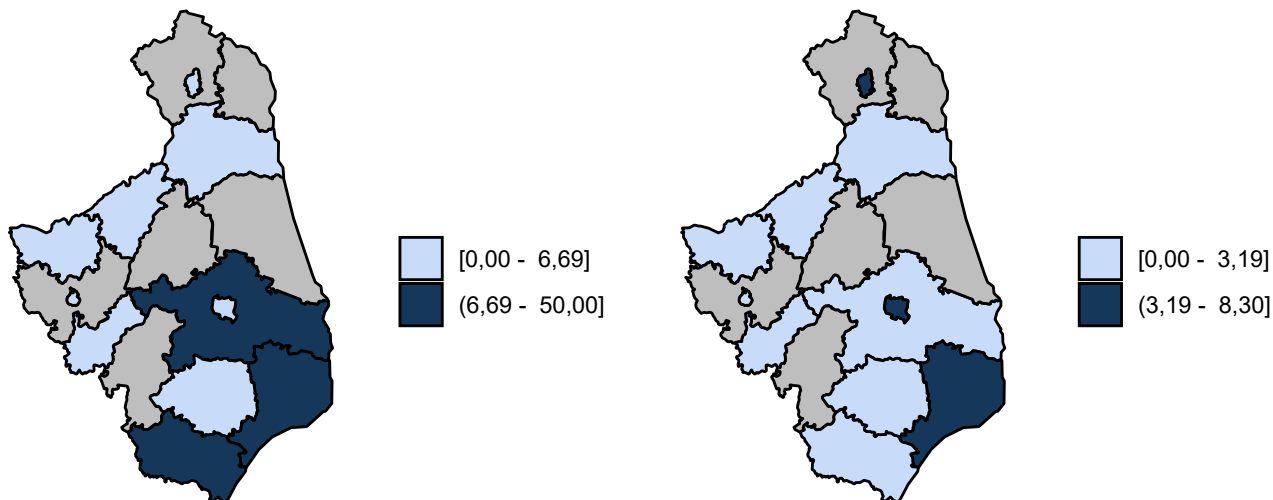 [0,00 -  6,69]
(6,69 -  50,00]
[0,00 -  3,19]
(3,19 -  8,30]